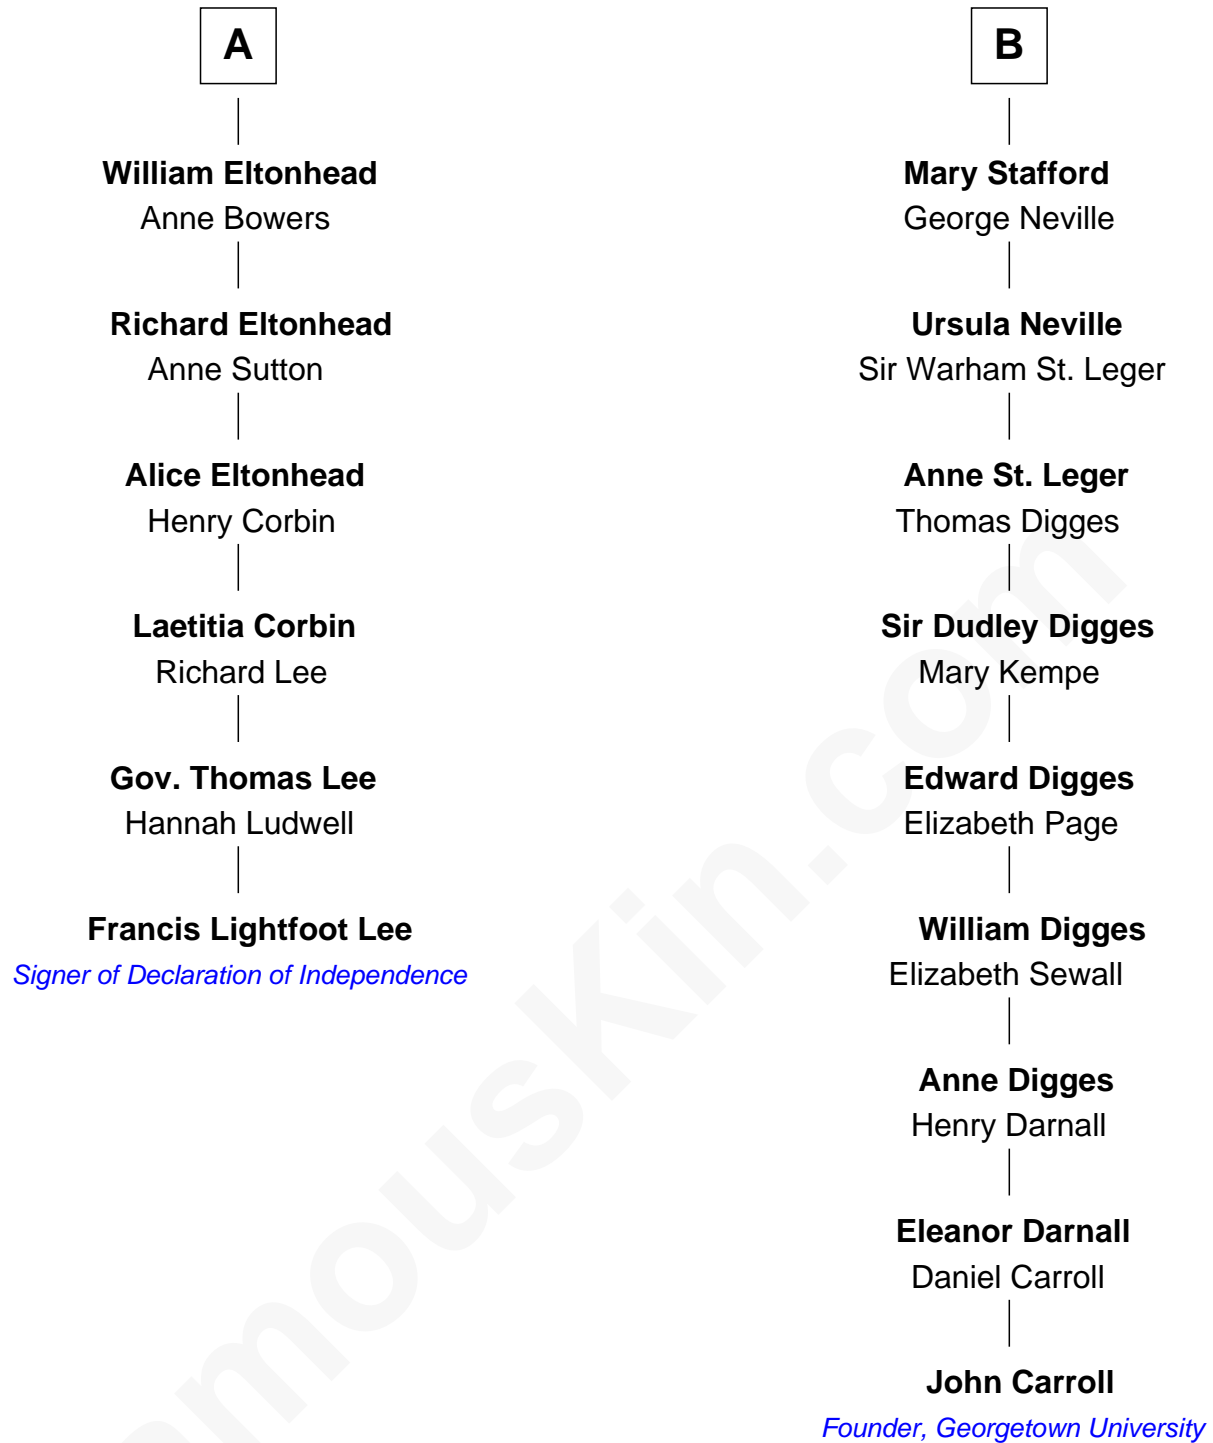 A
William Eltonhead
Anne Bowers
Richard Eltonhead
Anne Sutton
Alice Eltonhead
Henry Corbin
Laetitia Corbin
Richard Lee
Gov. Thomas Lee
Hannah Ludwell
Francis Lightfoot Lee
Signer of Declaration of Independence
B
Mary Stafford
George Neville
Ursula Neville
Sir Warham St. Leger
Anne St. Leger
Thomas Digges
Sir Dudley Digges
Mary Kempe
Edward Digges
Elizabeth Page
William Digges
Elizabeth Sewall
Anne Digges
Henry Darnall
Eleanor Darnall
Daniel Carroll
John Carroll
Founder, Georgetown University
amouskin.com